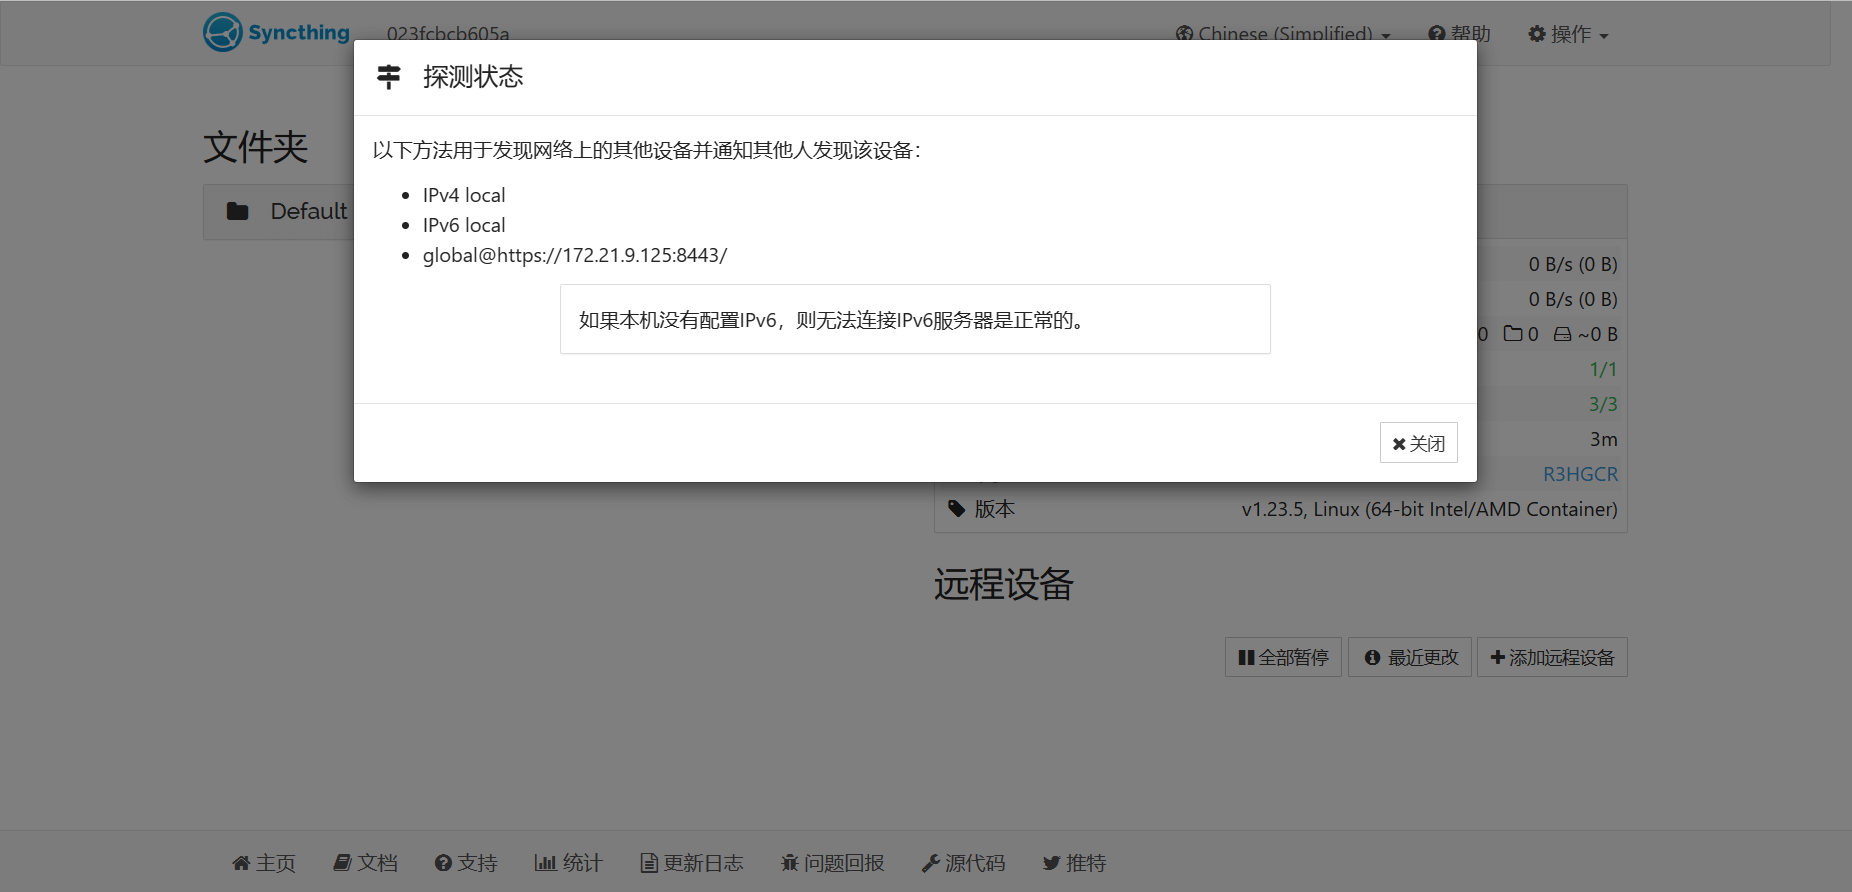 Syncthing
023fcbcb605a
Chinese (Simplified)
帮助
操作
探测状态
以下方法用于发现网络上的其他设备并通知其他人发现该设备：
IPv4 local
IPv6 local
global@https://172.21.9.125:8443/
如果本机没有配置IPv6，则无法连接IPv6服务器是正常的。
关闭
文件夹
Default
0 B/s (0 B)
0 B/s (0 B)
0 0 ~0 B
1/1
3/3
3m
R3HGCR
版本 v1.23.5, Linux (64-bit Intel/AMD Container)
远程设备
全部暂停 最近更改 添加远程设备
主页 文档 支持 统计 更新日志 问题回报 源代码 推特